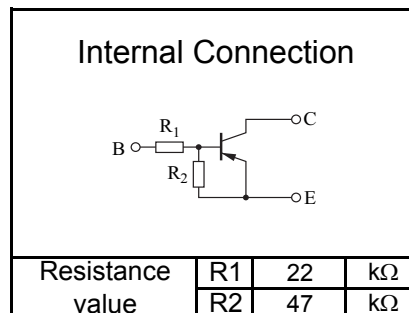 Internal Connection
C
R1
B
R2
E
Resistance value R1 22 kΩ
R2 47 kΩ